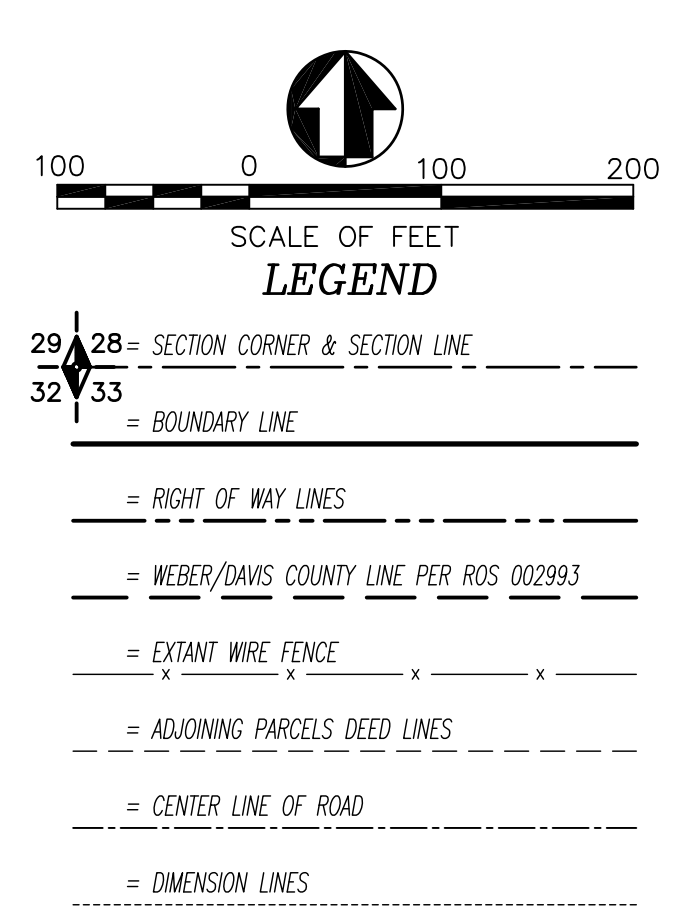 100 0 100 200
SCALE OF FEET
LEGEND
29 28 = SECTION CORNER & SECTION LINE
32 33
= BOUNDARY LINE
= RIGHT OF WAY LINES
= WEBER/DAVIS COUNTY LINE PER ROS 002993
= EXTANT WIRE FENCE
x x x x
= ADJOINING PARCELS DEED LINES
= CENTER LINE OF ROAD
= DIMENSION LINES